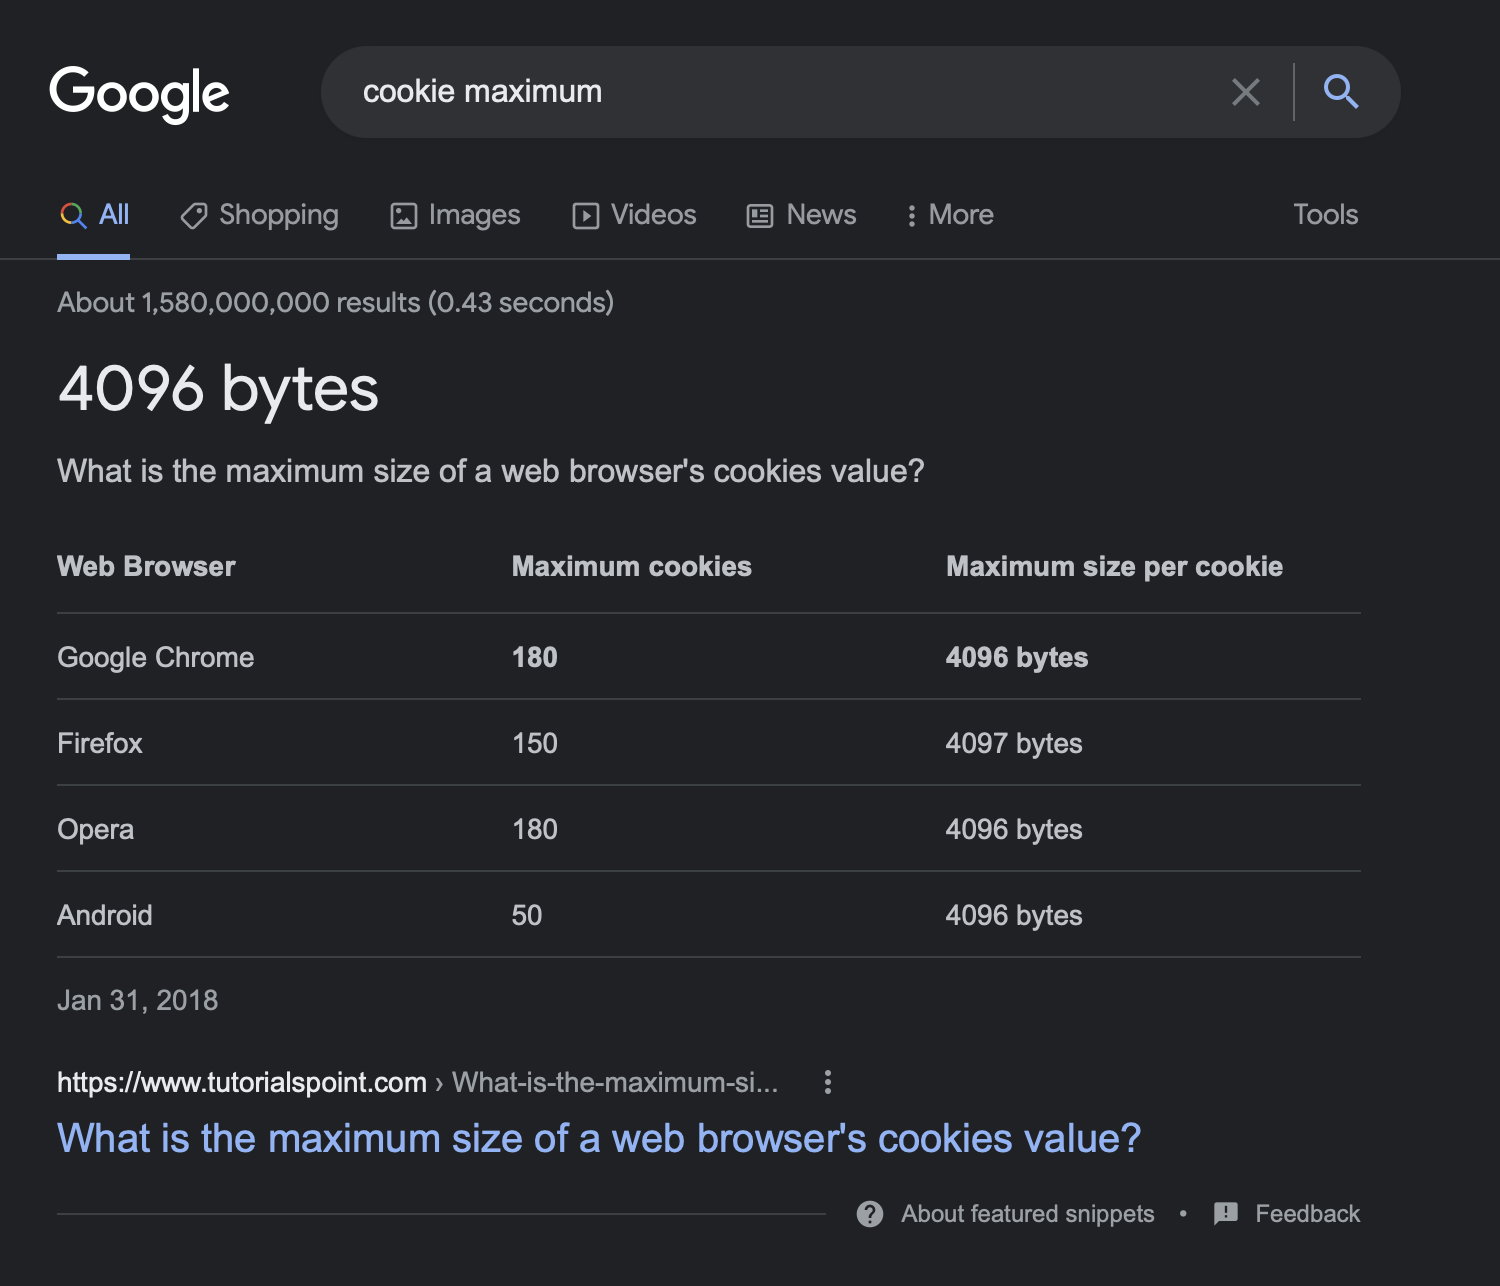 Google
cookie maximum
All Shopping Images Videos News More Tools
About 1,580,000,000 results (0.43 seconds)
4096 bytes
What is the maximum size of a web browser's cookies value?
Web Browser Maximum cookies Maximum size per cookie
Google Chrome 180 4096 bytes
Firefox 150 4097 bytes
Opera 180 4096 bytes
Android 50 4096 bytes
Jan 31, 2018
https://www.tutorialspoint.com › What-is-the-maximum-si...
What is the maximum size of a web browser's cookies value?
About featured snippets • Feedback